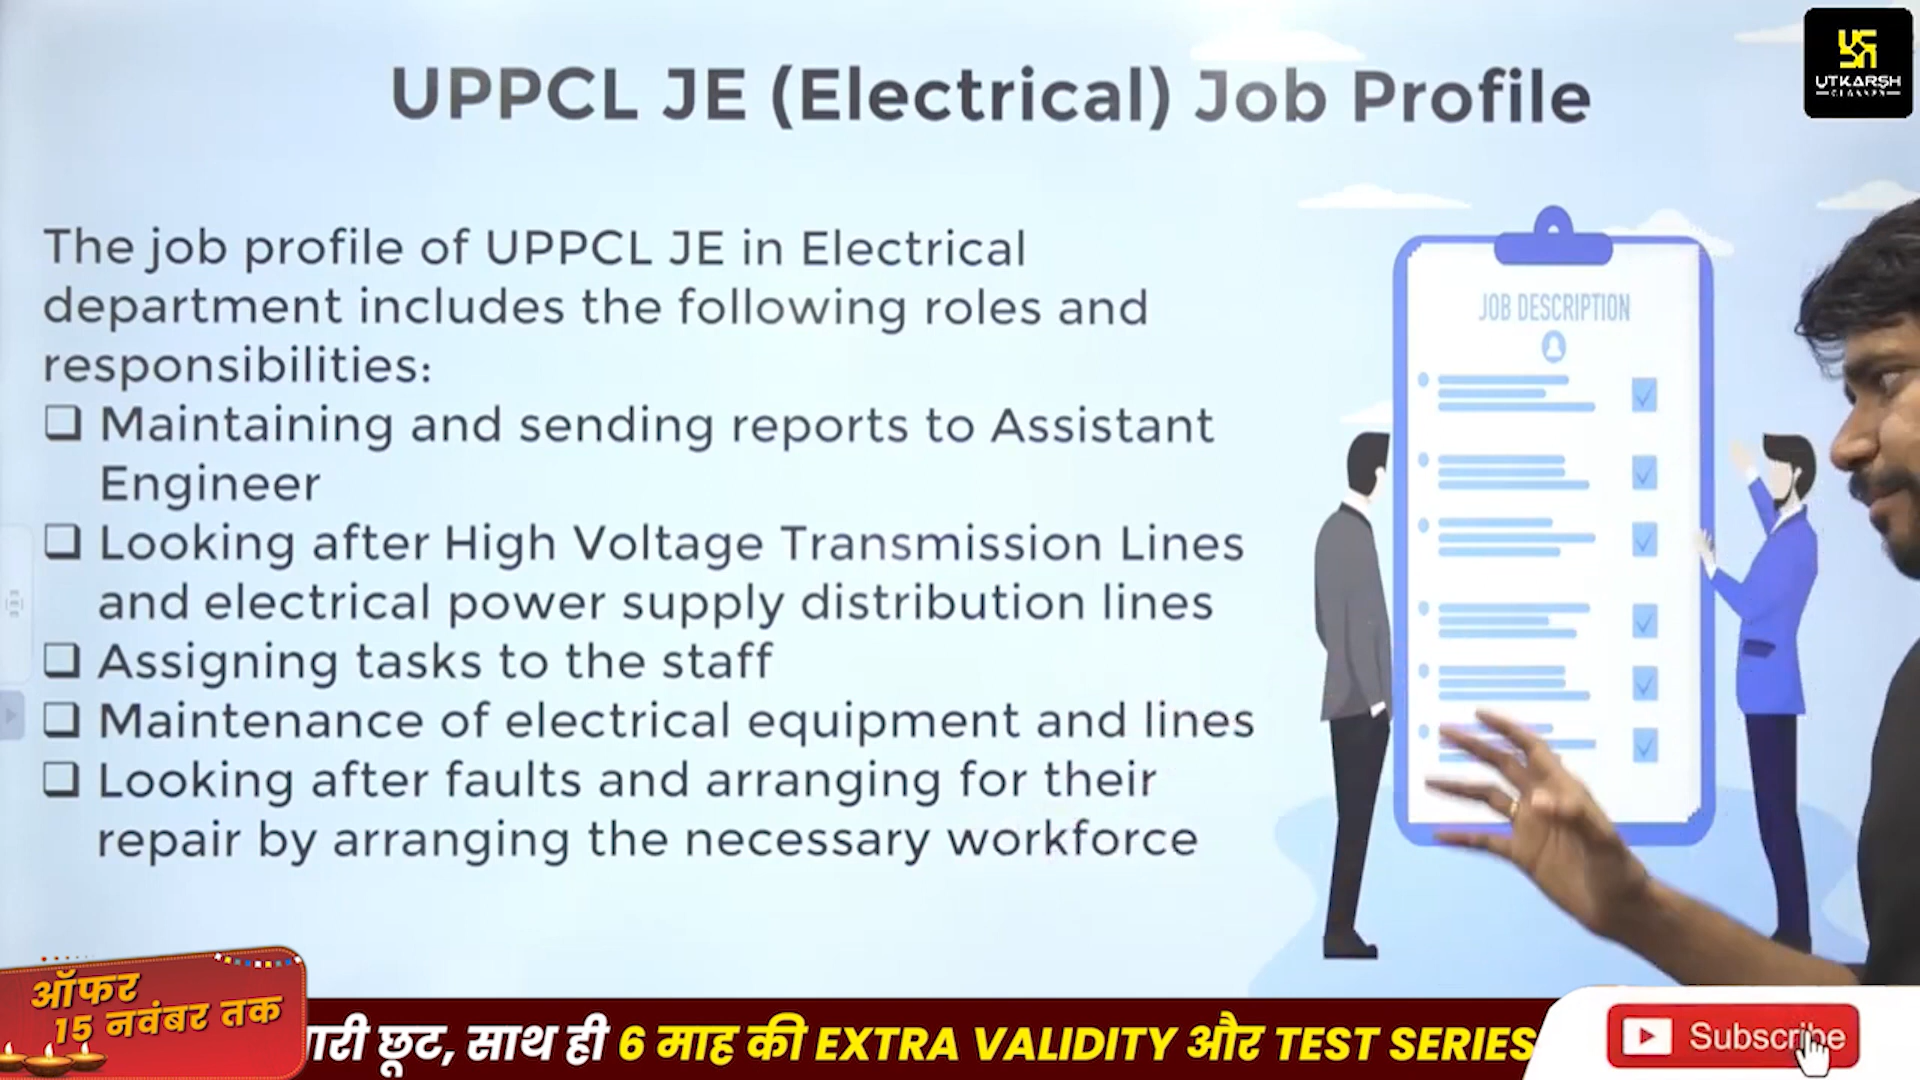 UPPCL JE (Electrical) Job Profile
UTKARSH
CLASSES
The job profile of UPPCL JE in Electrical
department includes the following roles and
responsibilities:
❑ Maintaining and sending reports to Assistant
Engineer
❑ Looking after High Voltage Transmission Lines
and electrical power supply distribution lines
❑ Assigning tasks to the staff
❑ Maintenance of electrical equipment and lines
❑ Looking after faults and arranging for their
repair by arranging the necessary workforce
JOB DESCRIPTION
ऑफर
15 नवंबर तक
छूट, साथ ही 6 माह की EXTRA VALIDITY और TEST SERIES
Subscribe